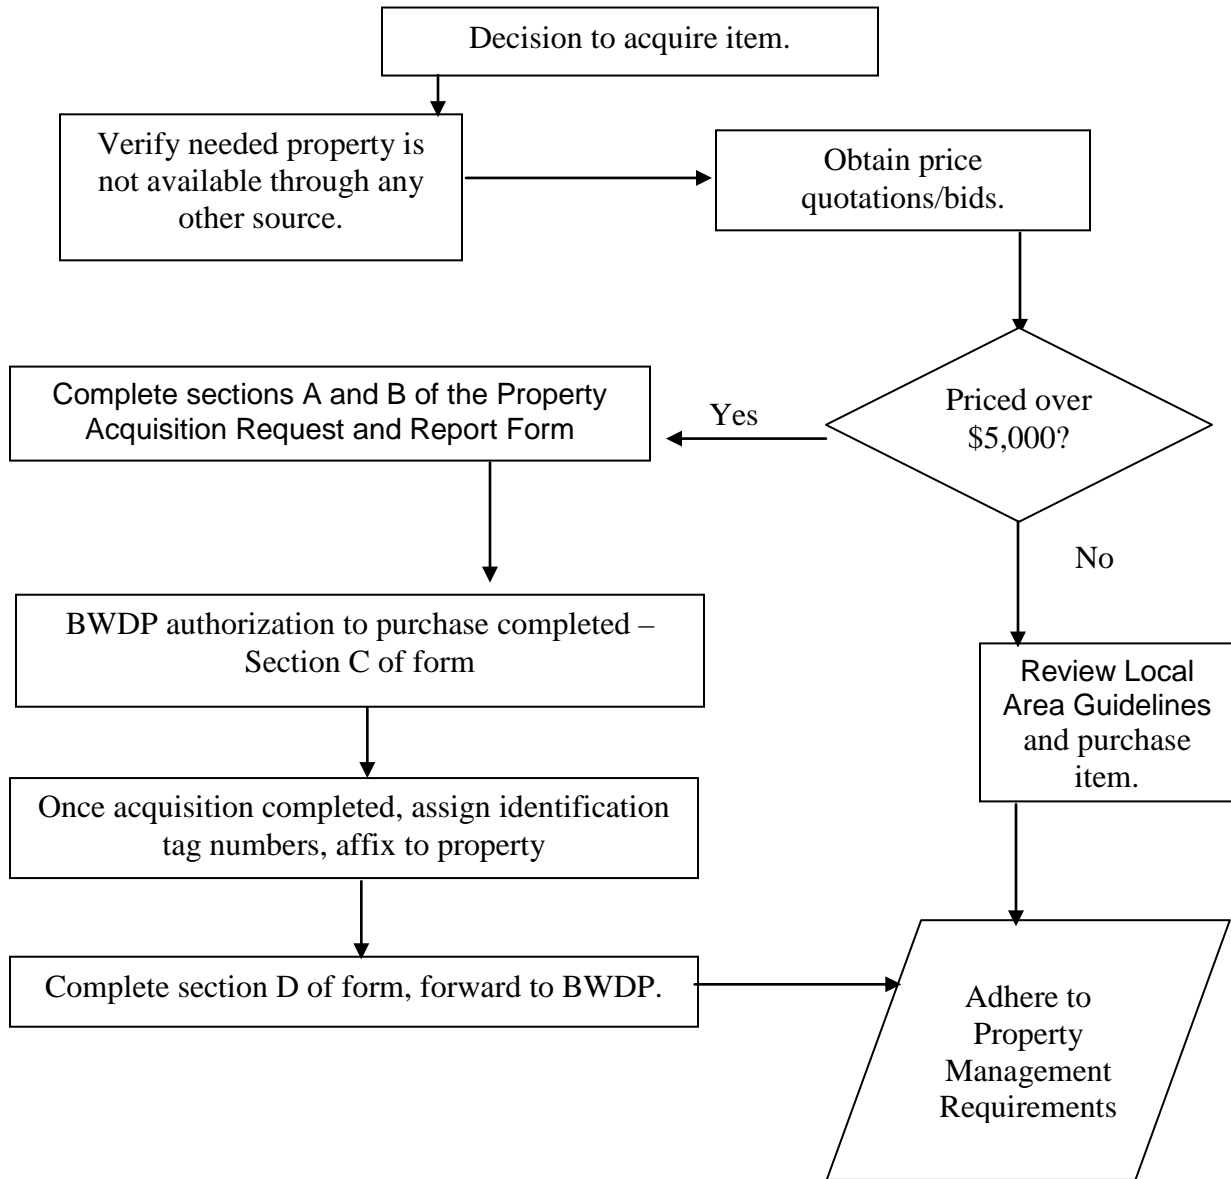 Decision to acquire item.
Verify needed property is
not available through any
other source.
Obtain price
quotations/bids.
Priced over
$5,000?
Yes
No
Complete sections A and B of the Property
Acquisition Request and Report Form
BWDP authorization to purchase completed –
Section C of form
Once acquisition completed, assign identification
tag numbers, affix to property
Complete section D of form, forward to BWDP.
Review Local
Area Guidelines
and purchase
item.
Adhere to
Property
Management
Requirements